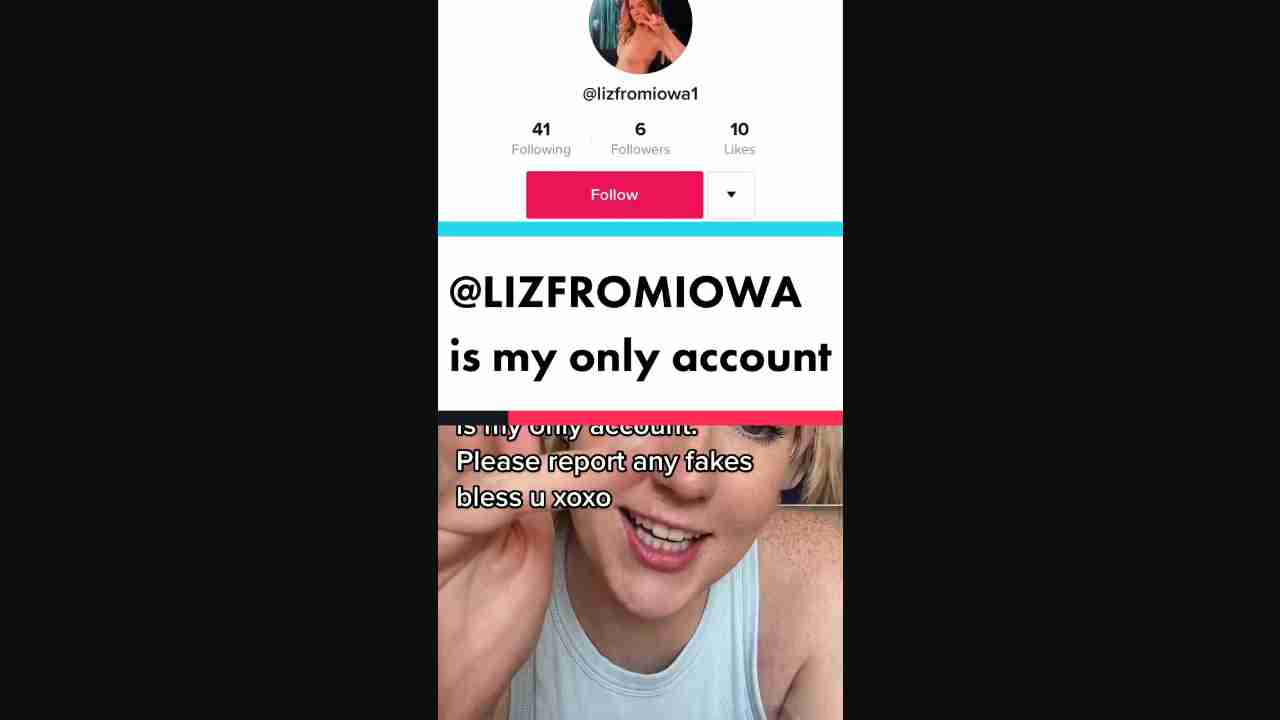 @lizfromiowa1
41 6 10
Following Followers Likes
Follow
@LIZFROMIOWA
is my only account
is my only account.
Please report any fakes
bless u xoxo